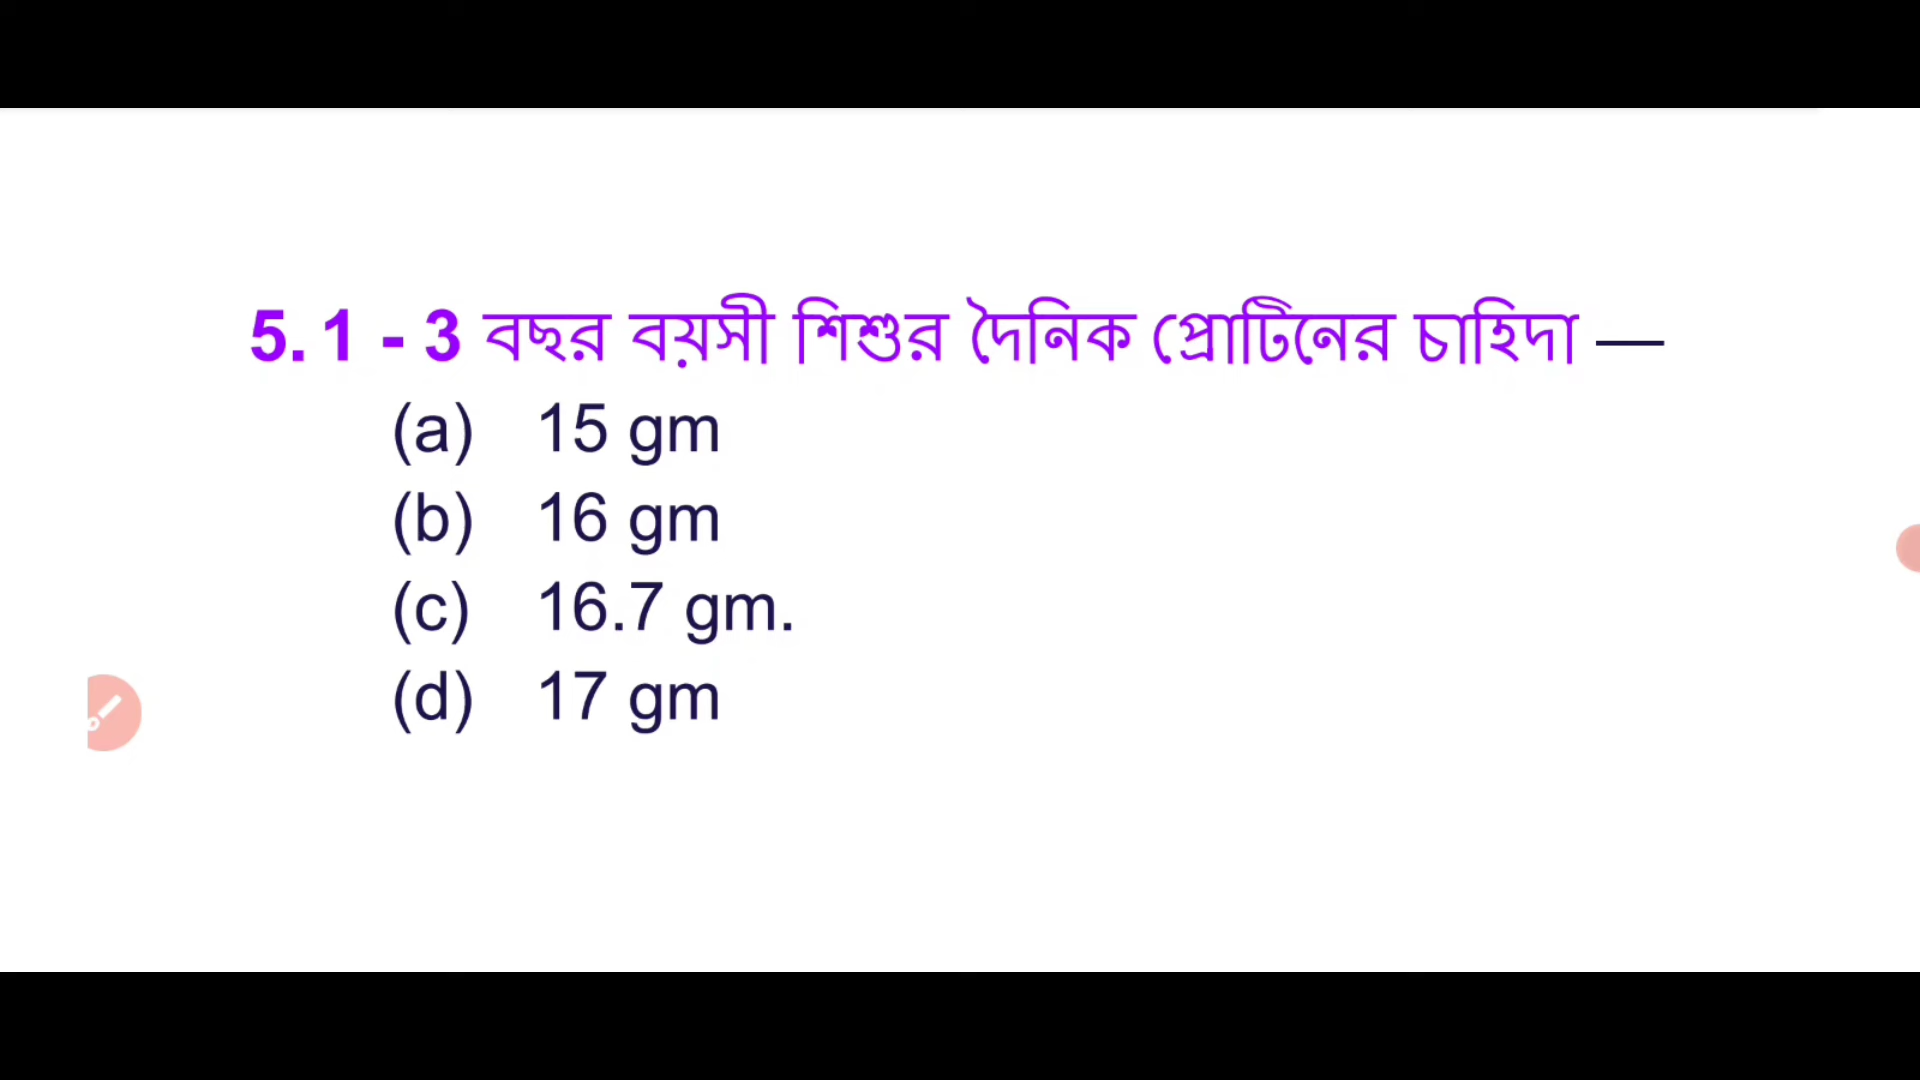 5. 1 - 3 বছর বয়সী শিশুর দৈনিক প্রোটিনের চাহিদা —
(a) 15 gm
(b) 16 gm
(c) 16.7 gm.
(d) 17 gm